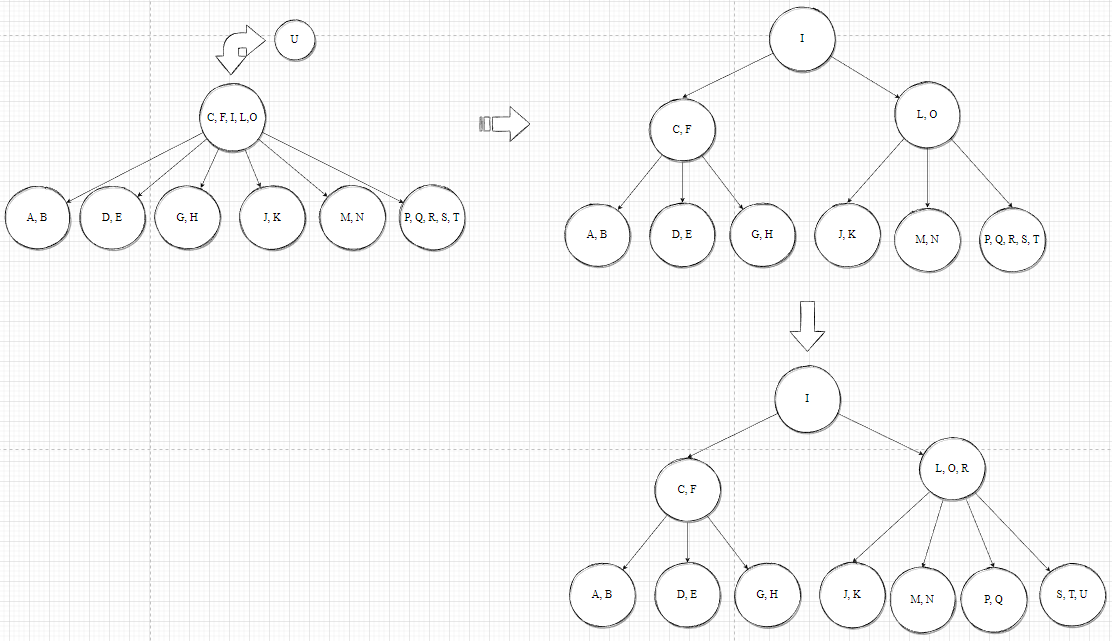 U
C, F, I, L,O
A, B
D, E
G, H
J, K
M, N
P, Q, R, S, T
I
C, F
L, O
A, B
D, E
G, H
J, K
M, N
P, Q, R, S, T
I
C, F
L, O, R
A, B
D, E
G, H
J, K
M, N
P, Q
S, T, U